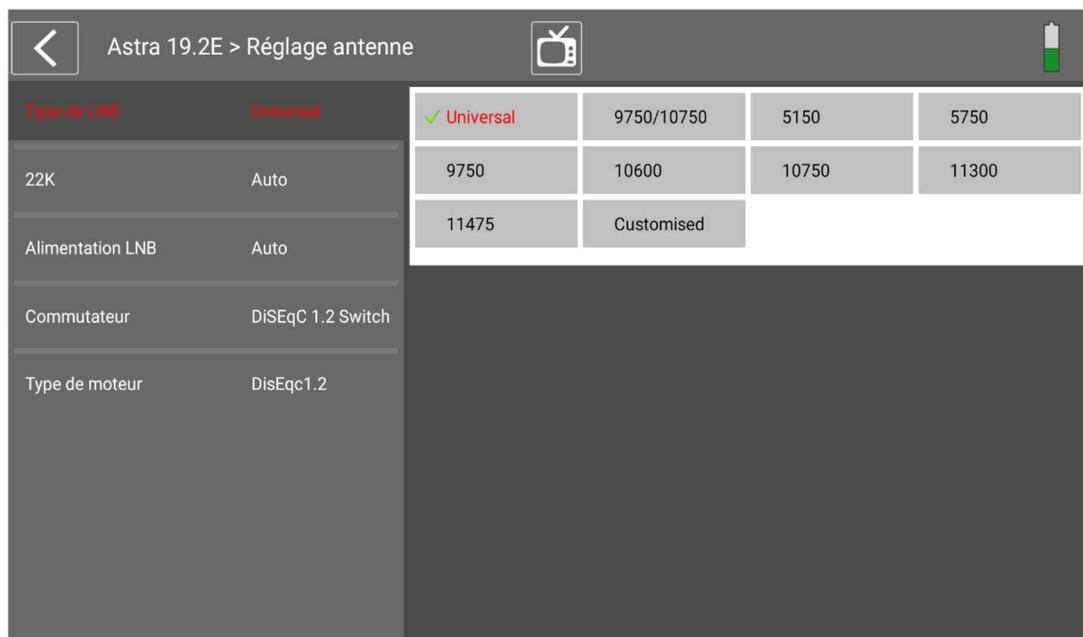 Astra 19.2E > Réglage antenne
Type de LNB Universal
22K Auto
Alimentation LNB Auto
Commutateur DiSEqC 1.2 Switch
Type de moteur DisEqc1.2
Universal 9750/10750 5150 5750
9750 10600 10750 11300
11475 Customised